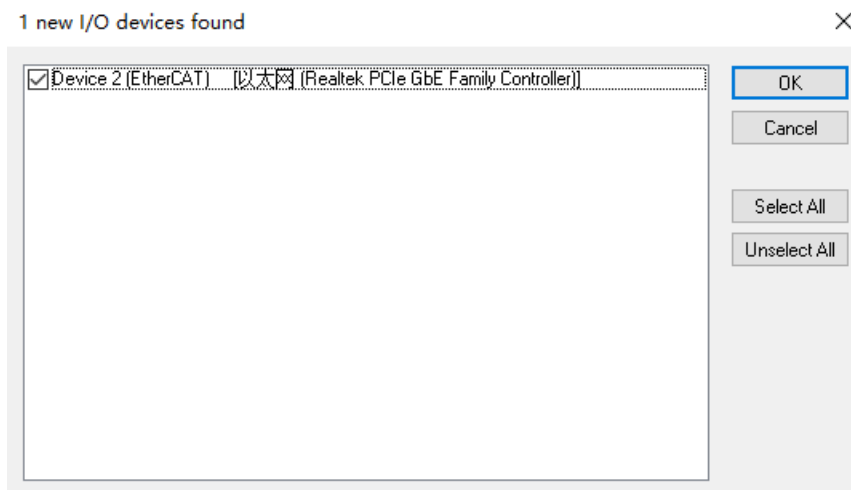 1 new I/O devices found
Device 2 (EtherCAT) [以太网 (Realtek PCIe GbE Family Controller)]
OK
Cancel
Select All
Unselect All